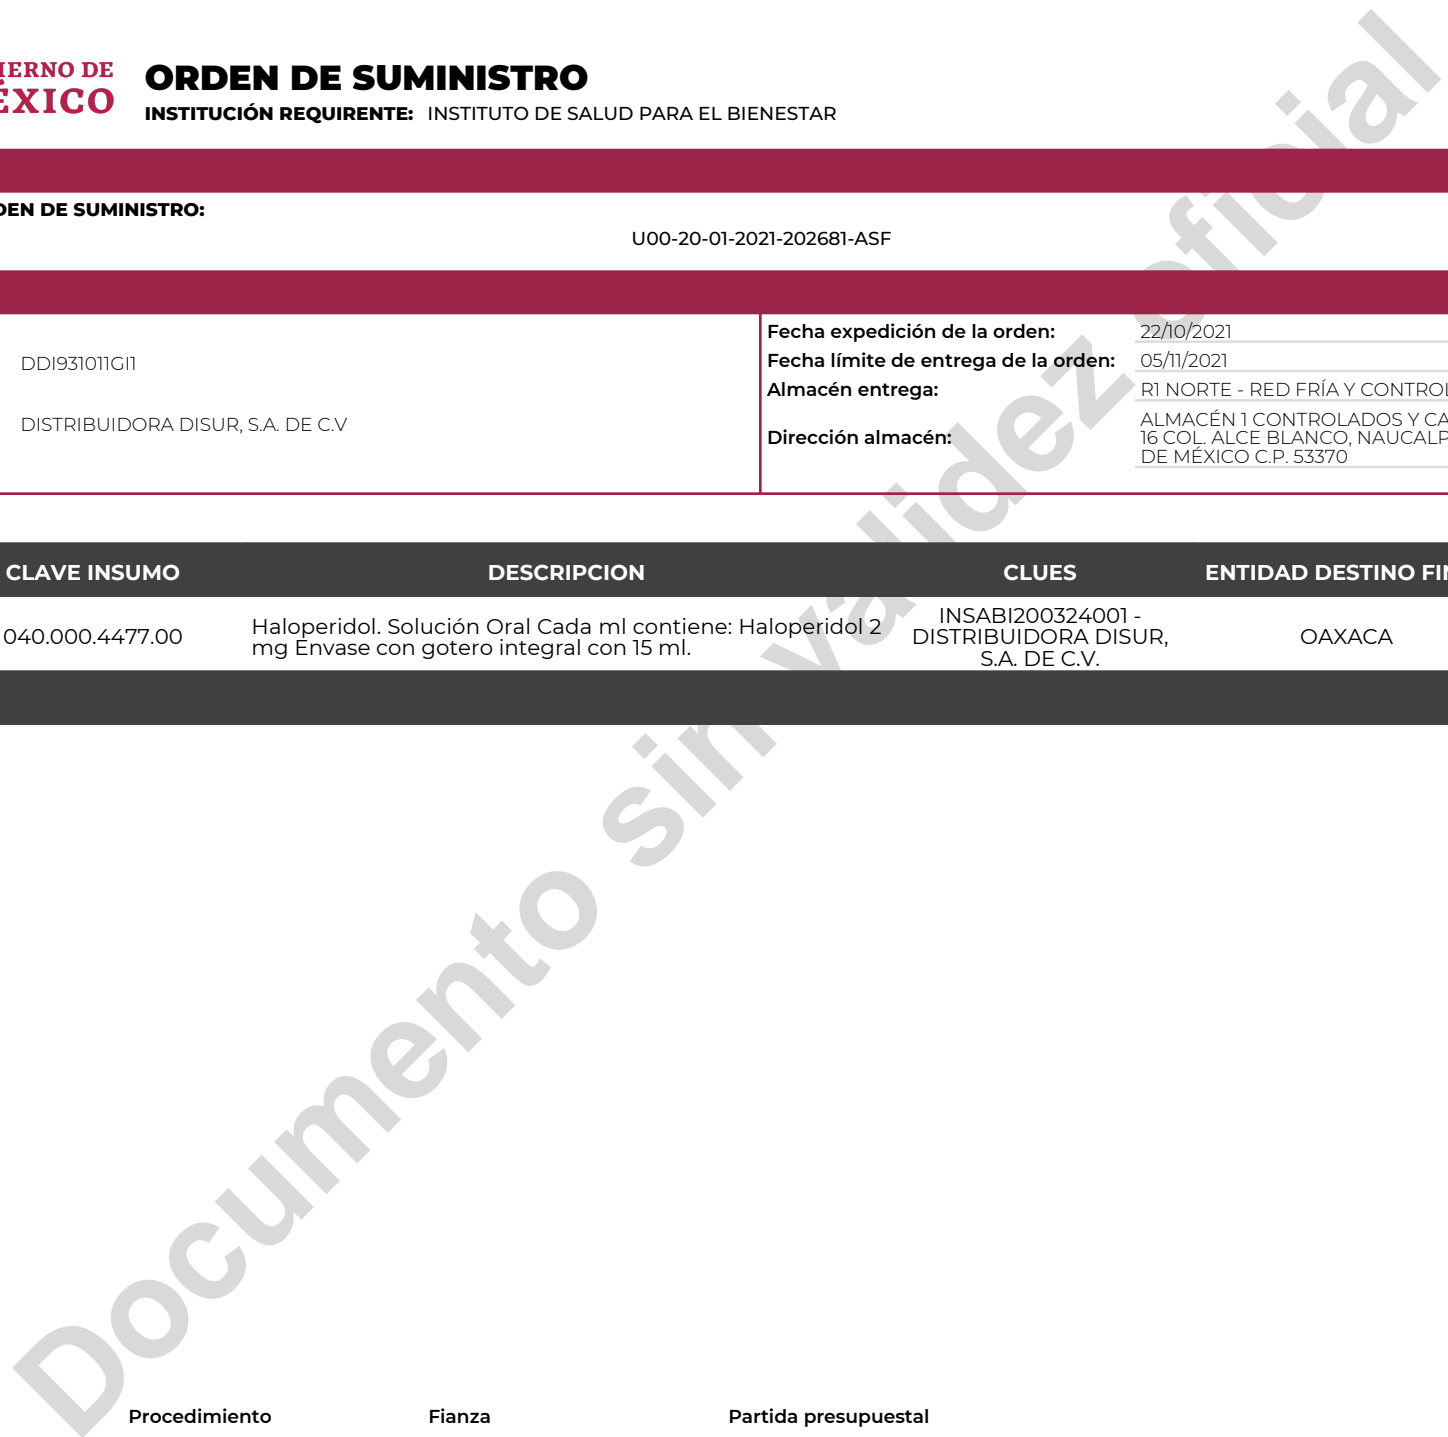 IERNO DE
ÉXICO
ORDEN DE SUMINISTRO
INSTITUCIÓN REQUIRENTE: INSTITUTO DE SALUD PARA EL BIENESTAR
DEN DE SUMINISTRO:
U00-20-01-2021-202681-ASF
DDI931011GI1
DISTRIBUIDORA DISUR, S.A. DE C.V
Fecha expedición de la orden: 22/10/2021
Fecha límite de entrega de la orden: 05/11/2021
Almacén entrega: R1 NORTE - RED FRÍA Y CONTROL
Dirección almacén: ALMACÉN 1 CONTROLADOS Y CA
16 COL. ALCE BLANCO, NAUCALP
DE MÉXICO C.P. 53370
CLAVE INSUMO DESCRIPCION CLUES ENTIDAD DESTINO FIN
040.000.4477.00
Haloperidol. Solución Oral Cada ml contiene: Haloperidol 2
mg Envase con gotero integral con 15 ml.
INSABI200324001 -
DISTRIBUIDORA DISUR,
S.A. DE C.V.
OAXACA
Documento sin validez oficial
Procedimiento Fianza Partida presupuestal